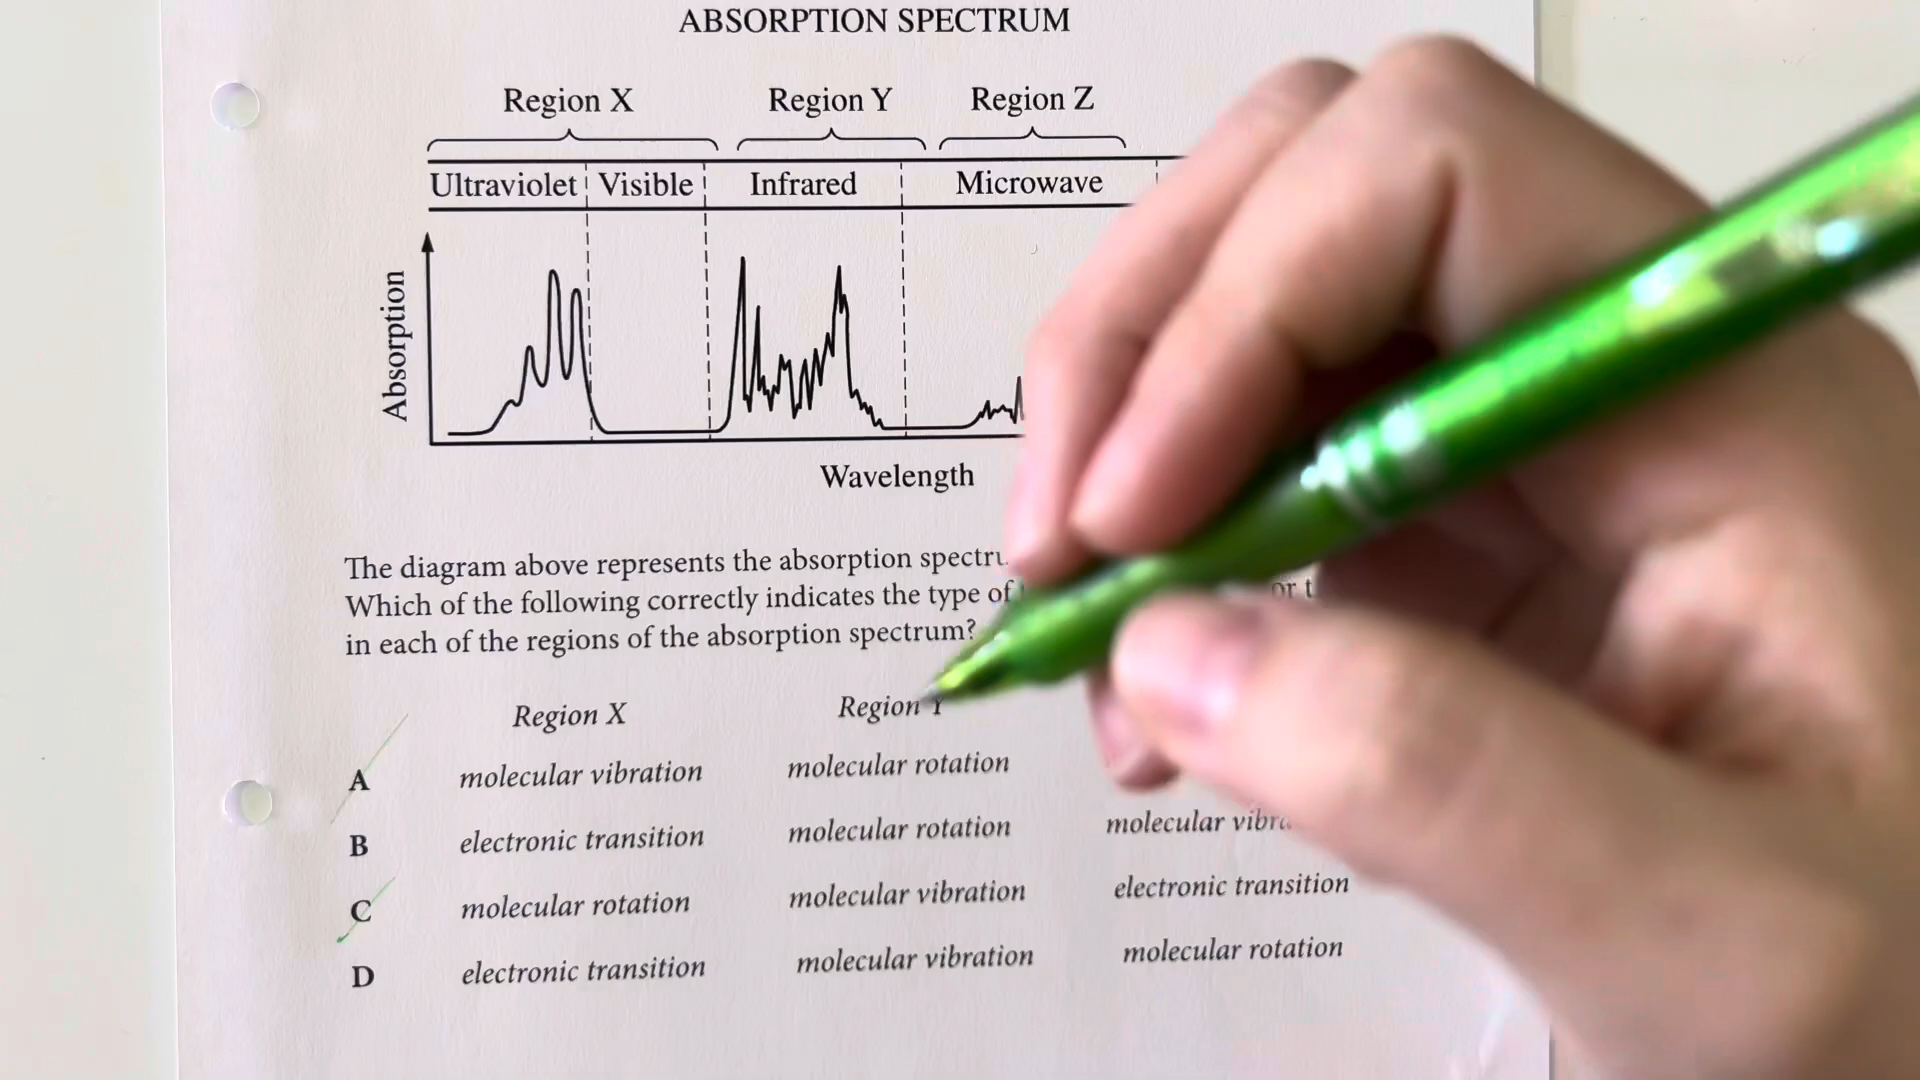 ABSORPTION SPECTRUM
Region X Region Y Region Z
Ultraviolet Visible Infrared Microwave
Absorption
Wavelength
The diagram above represents the absorption
Which of the following correctly indicates the type of
in each of the regions of the absorption spectrum?
Region X Region Y
A molecular vibration molecular rotation
B electronic transition molecular rotation molecular
C molecular rotation molecular vibration electronic transition
D electronic transition molecular vibration molecular rotation